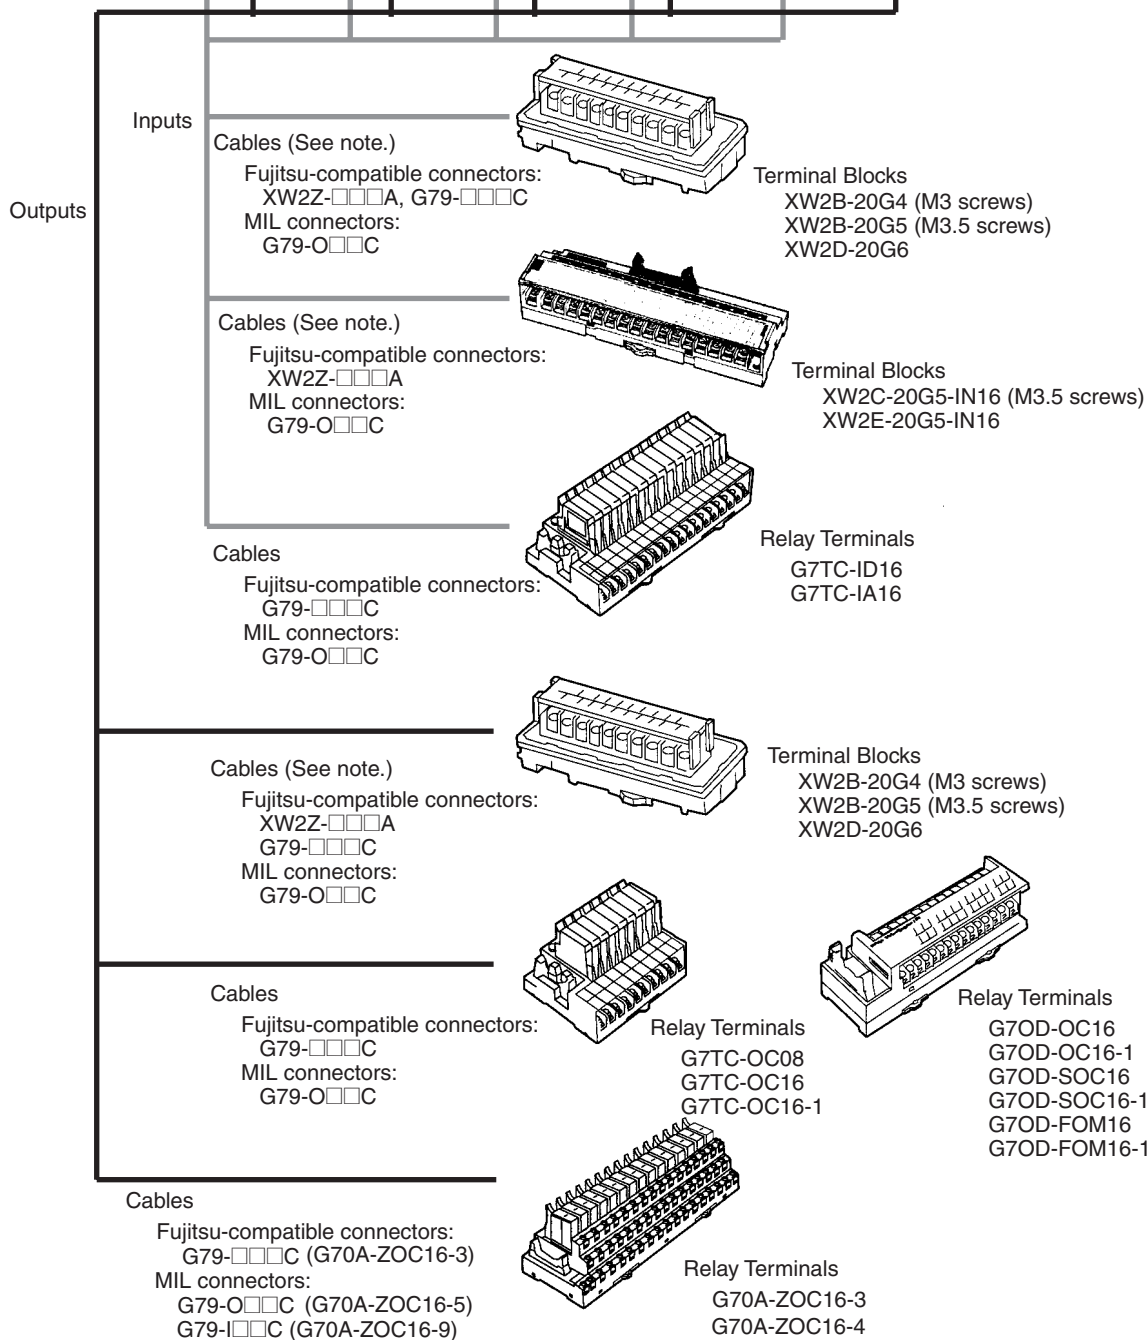 Inputs
Outputs
Cables (See note.)
Fujitsu-compatible connectors:
XW2Z-□□□A, G79-□□□C
MIL connectors:
G79-O□□C
Terminal Blocks
XW2B-20G4 (M3 screws)
XW2B-20G5 (M3.5 screws)
XW2D-20G6
Cables (See note.)
Fujitsu-compatible connectors:
XW2Z-□□□A
MIL connectors:
G79-O□□C
Terminal Blocks
XW2C-20G5-IN16 (M3.5 screws)
XW2E-20G5-IN16
Cables
Fujitsu-compatible connectors:
G79-□□□C
MIL connectors:
G79-O□□C
Relay Terminals
G7TC-ID16
G7TC-IA16
Cables (See note.)
Fujitsu-compatible connectors:
XW2Z-□□□A
G79-□□□C
MIL connectors:
G79-O□□C
Terminal Blocks
XW2B-20G4 (M3 screws)
XW2B-20G5 (M3.5 screws)
XW2D-20G6
Cables
Fujitsu-compatible connectors:
G79-□□□C
MIL connectors:
G79-O□□C
Relay Terminals
G7TC-OC08
G7TC-OC16
G7TC-OC16-1
Relay Terminals
G7OD-OC16
G7OD-OC16-1
G7OD-SOC16
G7OD-SOC16-1
G7OD-FOM16
G7OD-FOM16-1
Cables
Fujitsu-compatible connectors:
G79-□□□C (G70A-ZOC16-3)
MIL connectors:
G79-O□□C (G70A-ZOC16-5)
G79-I□□C (G70A-ZOC16-9)
Relay Terminals
G70A-ZOC16-3
G70A-ZOC16-4